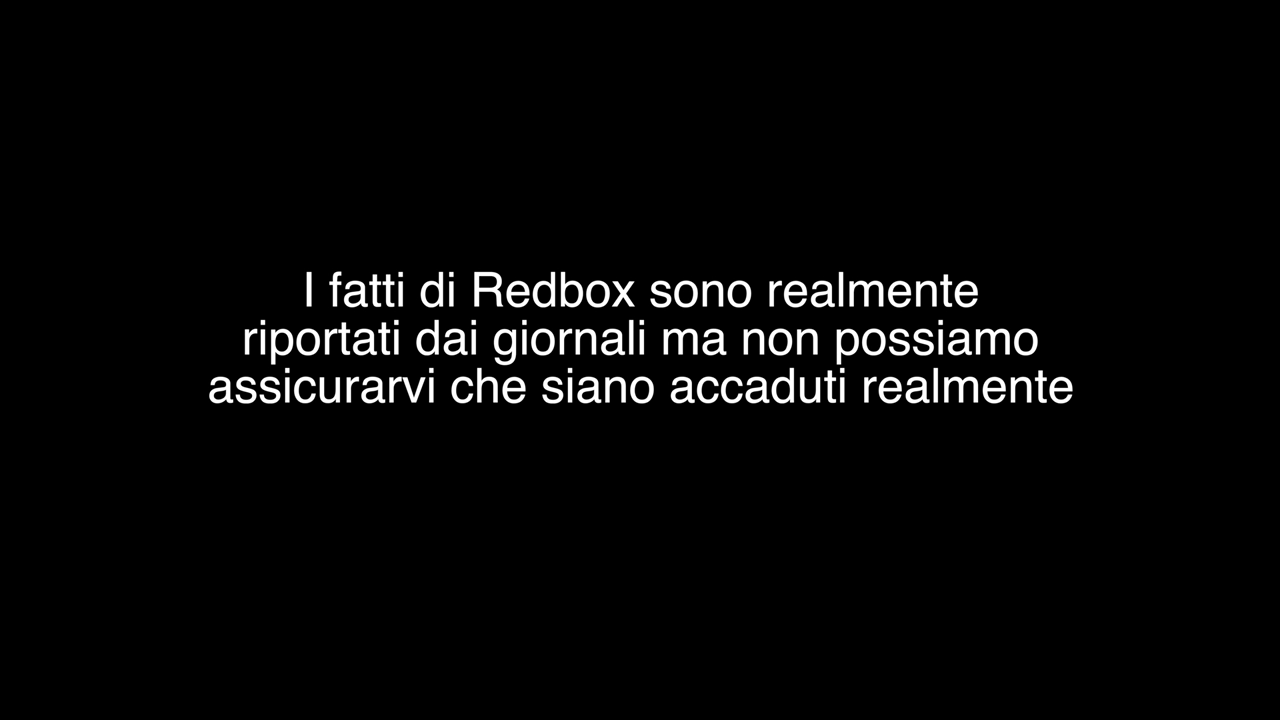 I fatti di Redbox sono realmente
riportati dai giornali ma non possiamo
assicurarvi che siano accaduti realmente